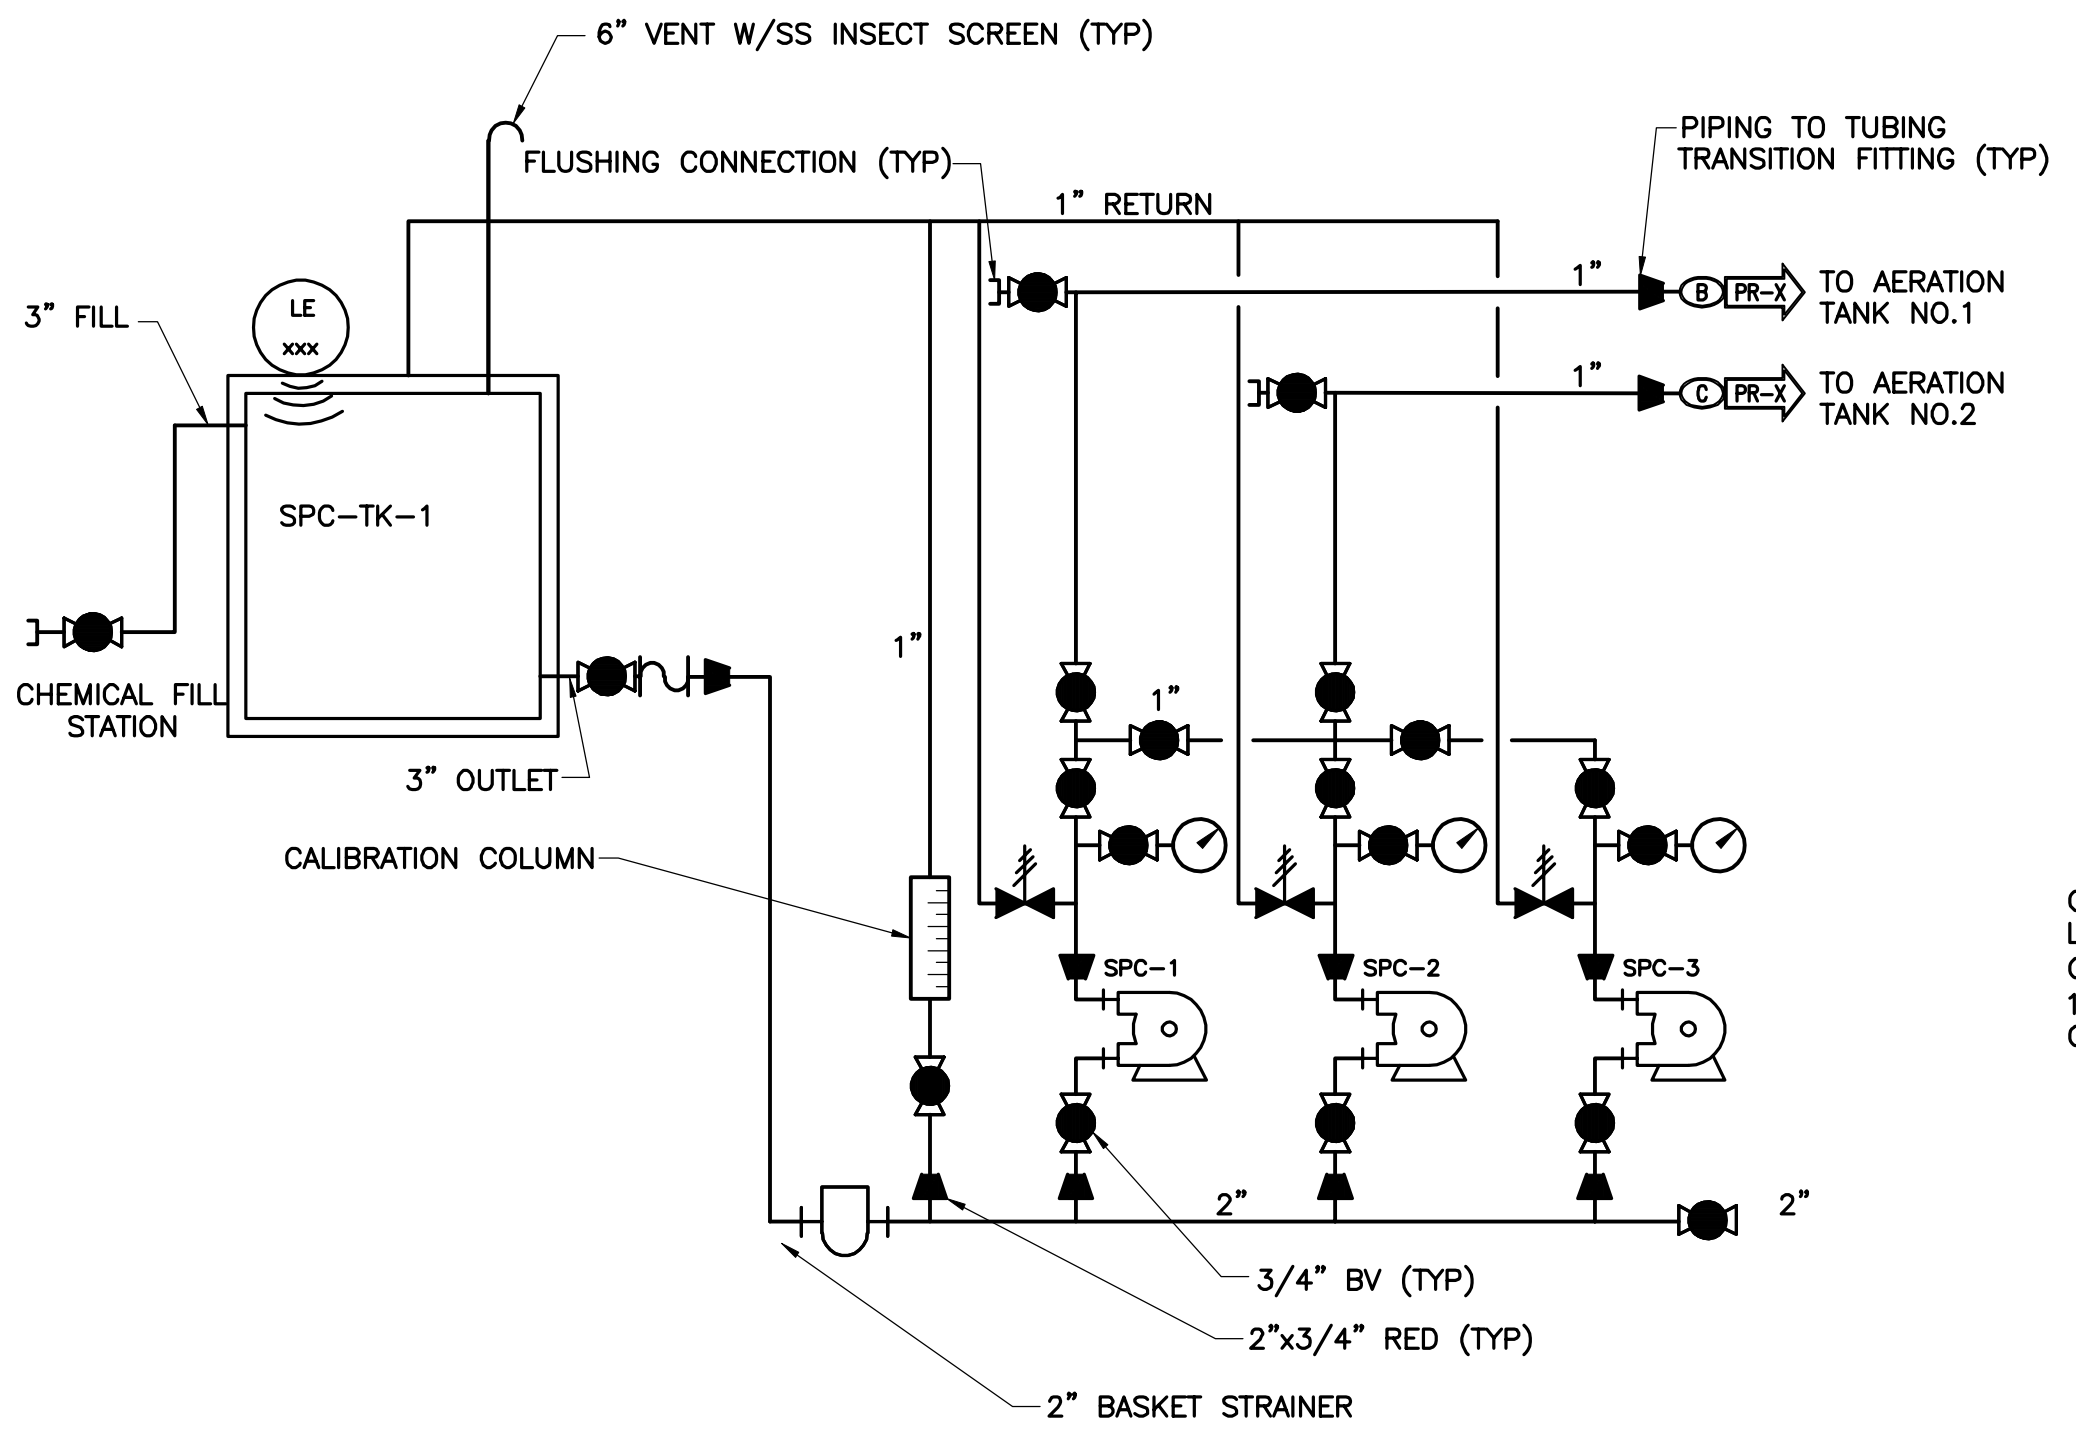 6” VENT W/SS INSECT SCREEN (TYP)
PIPING TO TUBING
TRANSITION FITTING (TYP)
FLUSHING CONNECTION (TYP)
1” RETURN
1”
B
PR-X
TO AERATION
TANK NO.1
LE
xxx
3” FILL
1”
C
PR-X
TO AERATION
TANK NO.2
SPC-TK-1
1”
CHEMICAL FILL
STATION
1”
3” OUTLET
CALIBRATION COLUMN
SPC-1
SPC-2
SPC-3
2”
2”
3/4” BV (TYP)
2”x3/4” RED (TYP)
2” BASKET STRAINER